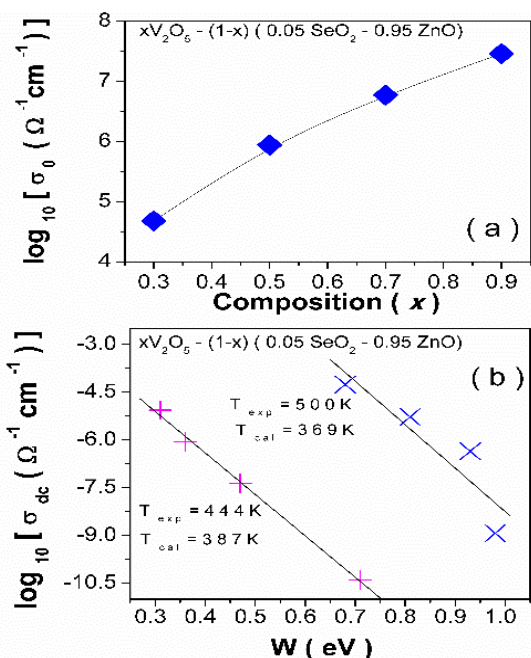 xV2O5 - (1-x) ( 0.05 SeO2 - 0.95 ZnO)
log10 [ σ0 ( Ω-1cm-1 ) ]
8
7
6
5
4
( a )
0.3 0.4 0.5 0.6 0.7 0.8 0.9
Composition ( x )
xV2O5 - (1-x) ( 0.05 SeO2 - 0.95 ZnO)
log10 [ σdc ( Ω-1 cm-1 ) ]
-3.0
-4.5
-6.0
-7.5
-9.0
-10.5
( b )
Texp = 500K
Tcal = 369K
Texp = 444K
Tcal = 387K
0.3 0.4 0.5 0.6 0.7 0.8 0.9 1.0
W ( eV )